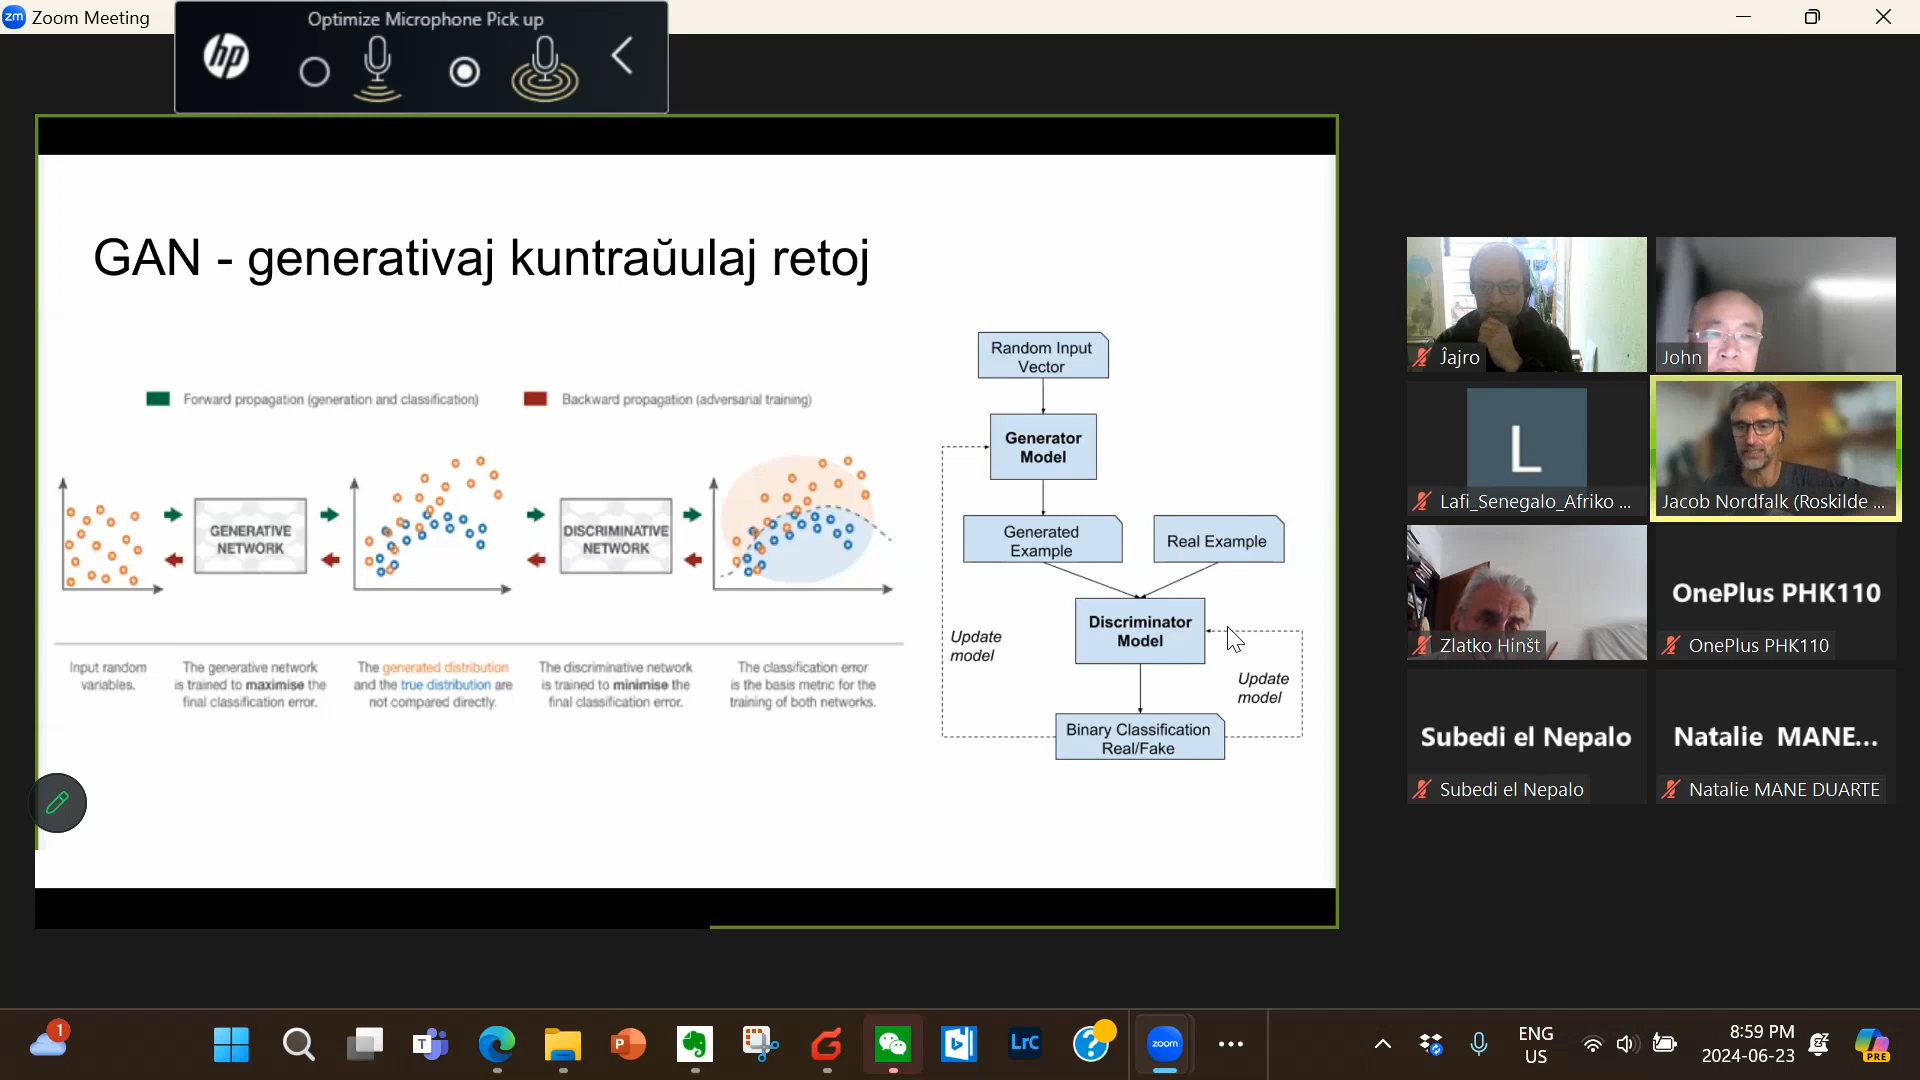 zm Zoom Meeting
Optimize Microphone Pick up
hp
GAN - generativaj kuntraŭulaj retoj
Forward propagation (generation and classification)
Backward propagation (adversarial training)
GENERATIVE
NETWORK
DISCRIMINATIVE
NETWORK
Input random
variables.
The generative network
is trained to maximise the
final classification error.
The generated distribution
and the true distribution are
not compared directly.
The discriminative network
is trained to minimise the
final classification error.
The classification error
is the basis metric for the
training of both networks.
Random Input
Vector
Generator
Model
Generated
Example
Real Example
Discriminator
Model
Update
model
Update
model
Binary Classification
Real/Fake
Ĵajro
John
L
Lafi_Senegalo_Afriko ...
Jacob Nordfalk (Roskilde ...
Zlatko Hinšt
OnePlus PHK110
OnePlus PHK110
Subedi el Nepalo
Subedi el Nepalo
Natalie MANE...
Natalie MANE DUARTE
1
T
P
b
LrC
?
zoom
ENG
US
8:59 PM
2024-06-23
PRE